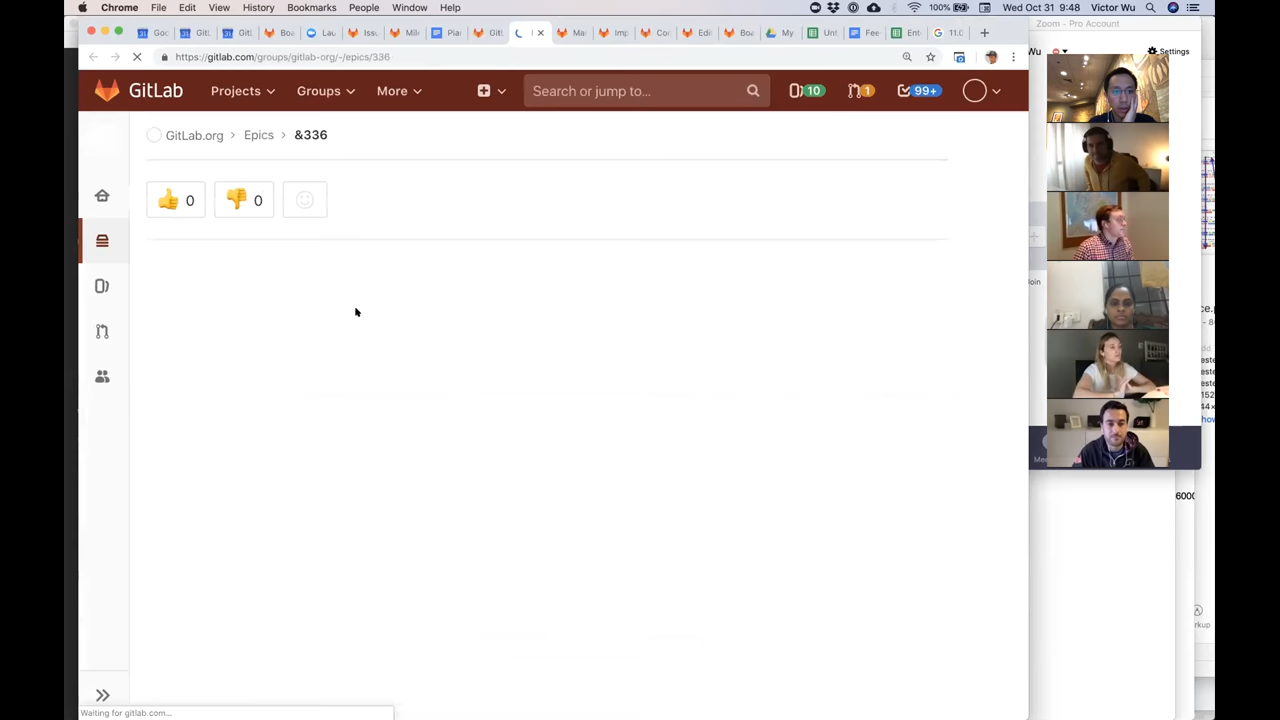 Chrome File Edit View History Bookmarks People Window Help 100% Wed Oct 31 9:48 Victor Wu
Zoom - Pro Account
https://gitlab.com/groups/gitlab-org/-/epics/336
Wu Settings
GitLab Projects Groups More Search or jump to... 10 1 99+
GitLab.org > Epics > &336
👍 0 👎 0
Waiting for gitlab.com...